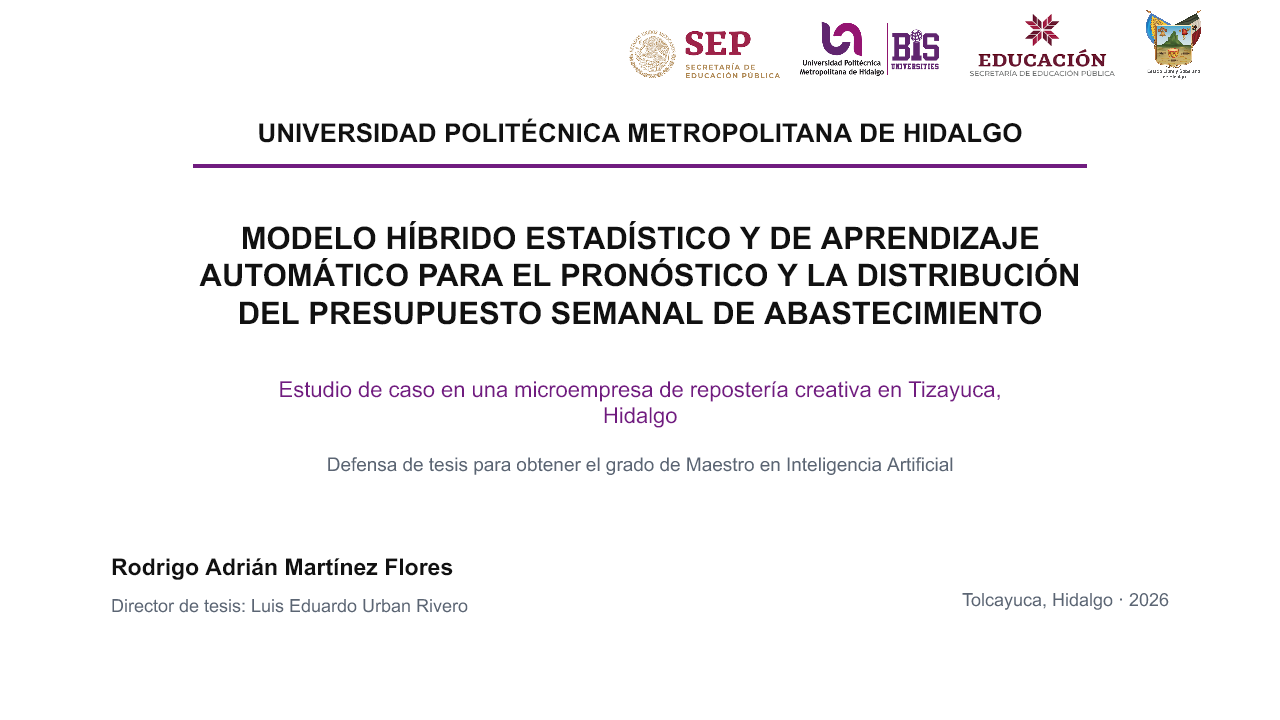 SEP
SECRETARÍA DE
EDUCACIÓN PÚBLICA
Universidad Politécnica
Metropolitana de Hidalgo
BIS
UNIVERSITIES
EDUCACIÓN
SECRETARÍA DE EDUCACIÓN PÚBLICA
UNIVERSIDAD POLITÉCNICA METROPOLITANA DE HIDALGO
MODELO HÍBRIDO ESTADÍSTICO Y DE APRENDIZAJE
AUTOMÁTICO PARA EL PRONÓSTICO Y LA DISTRIBUCIÓN
DEL PRESUPUESTO SEMANAL DE ABASTECIMIENTO
Estudio de caso en una microempresa de repostería creativa en Tizayuca,
Hidalgo
Defensa de tesis para obtener el grado de Maestro en Inteligencia Artificial
Rodrigo Adrián Martínez Flores
Director de tesis: Luis Eduardo Urban Rivero
Tolcayuca, Hidalgo · 2026